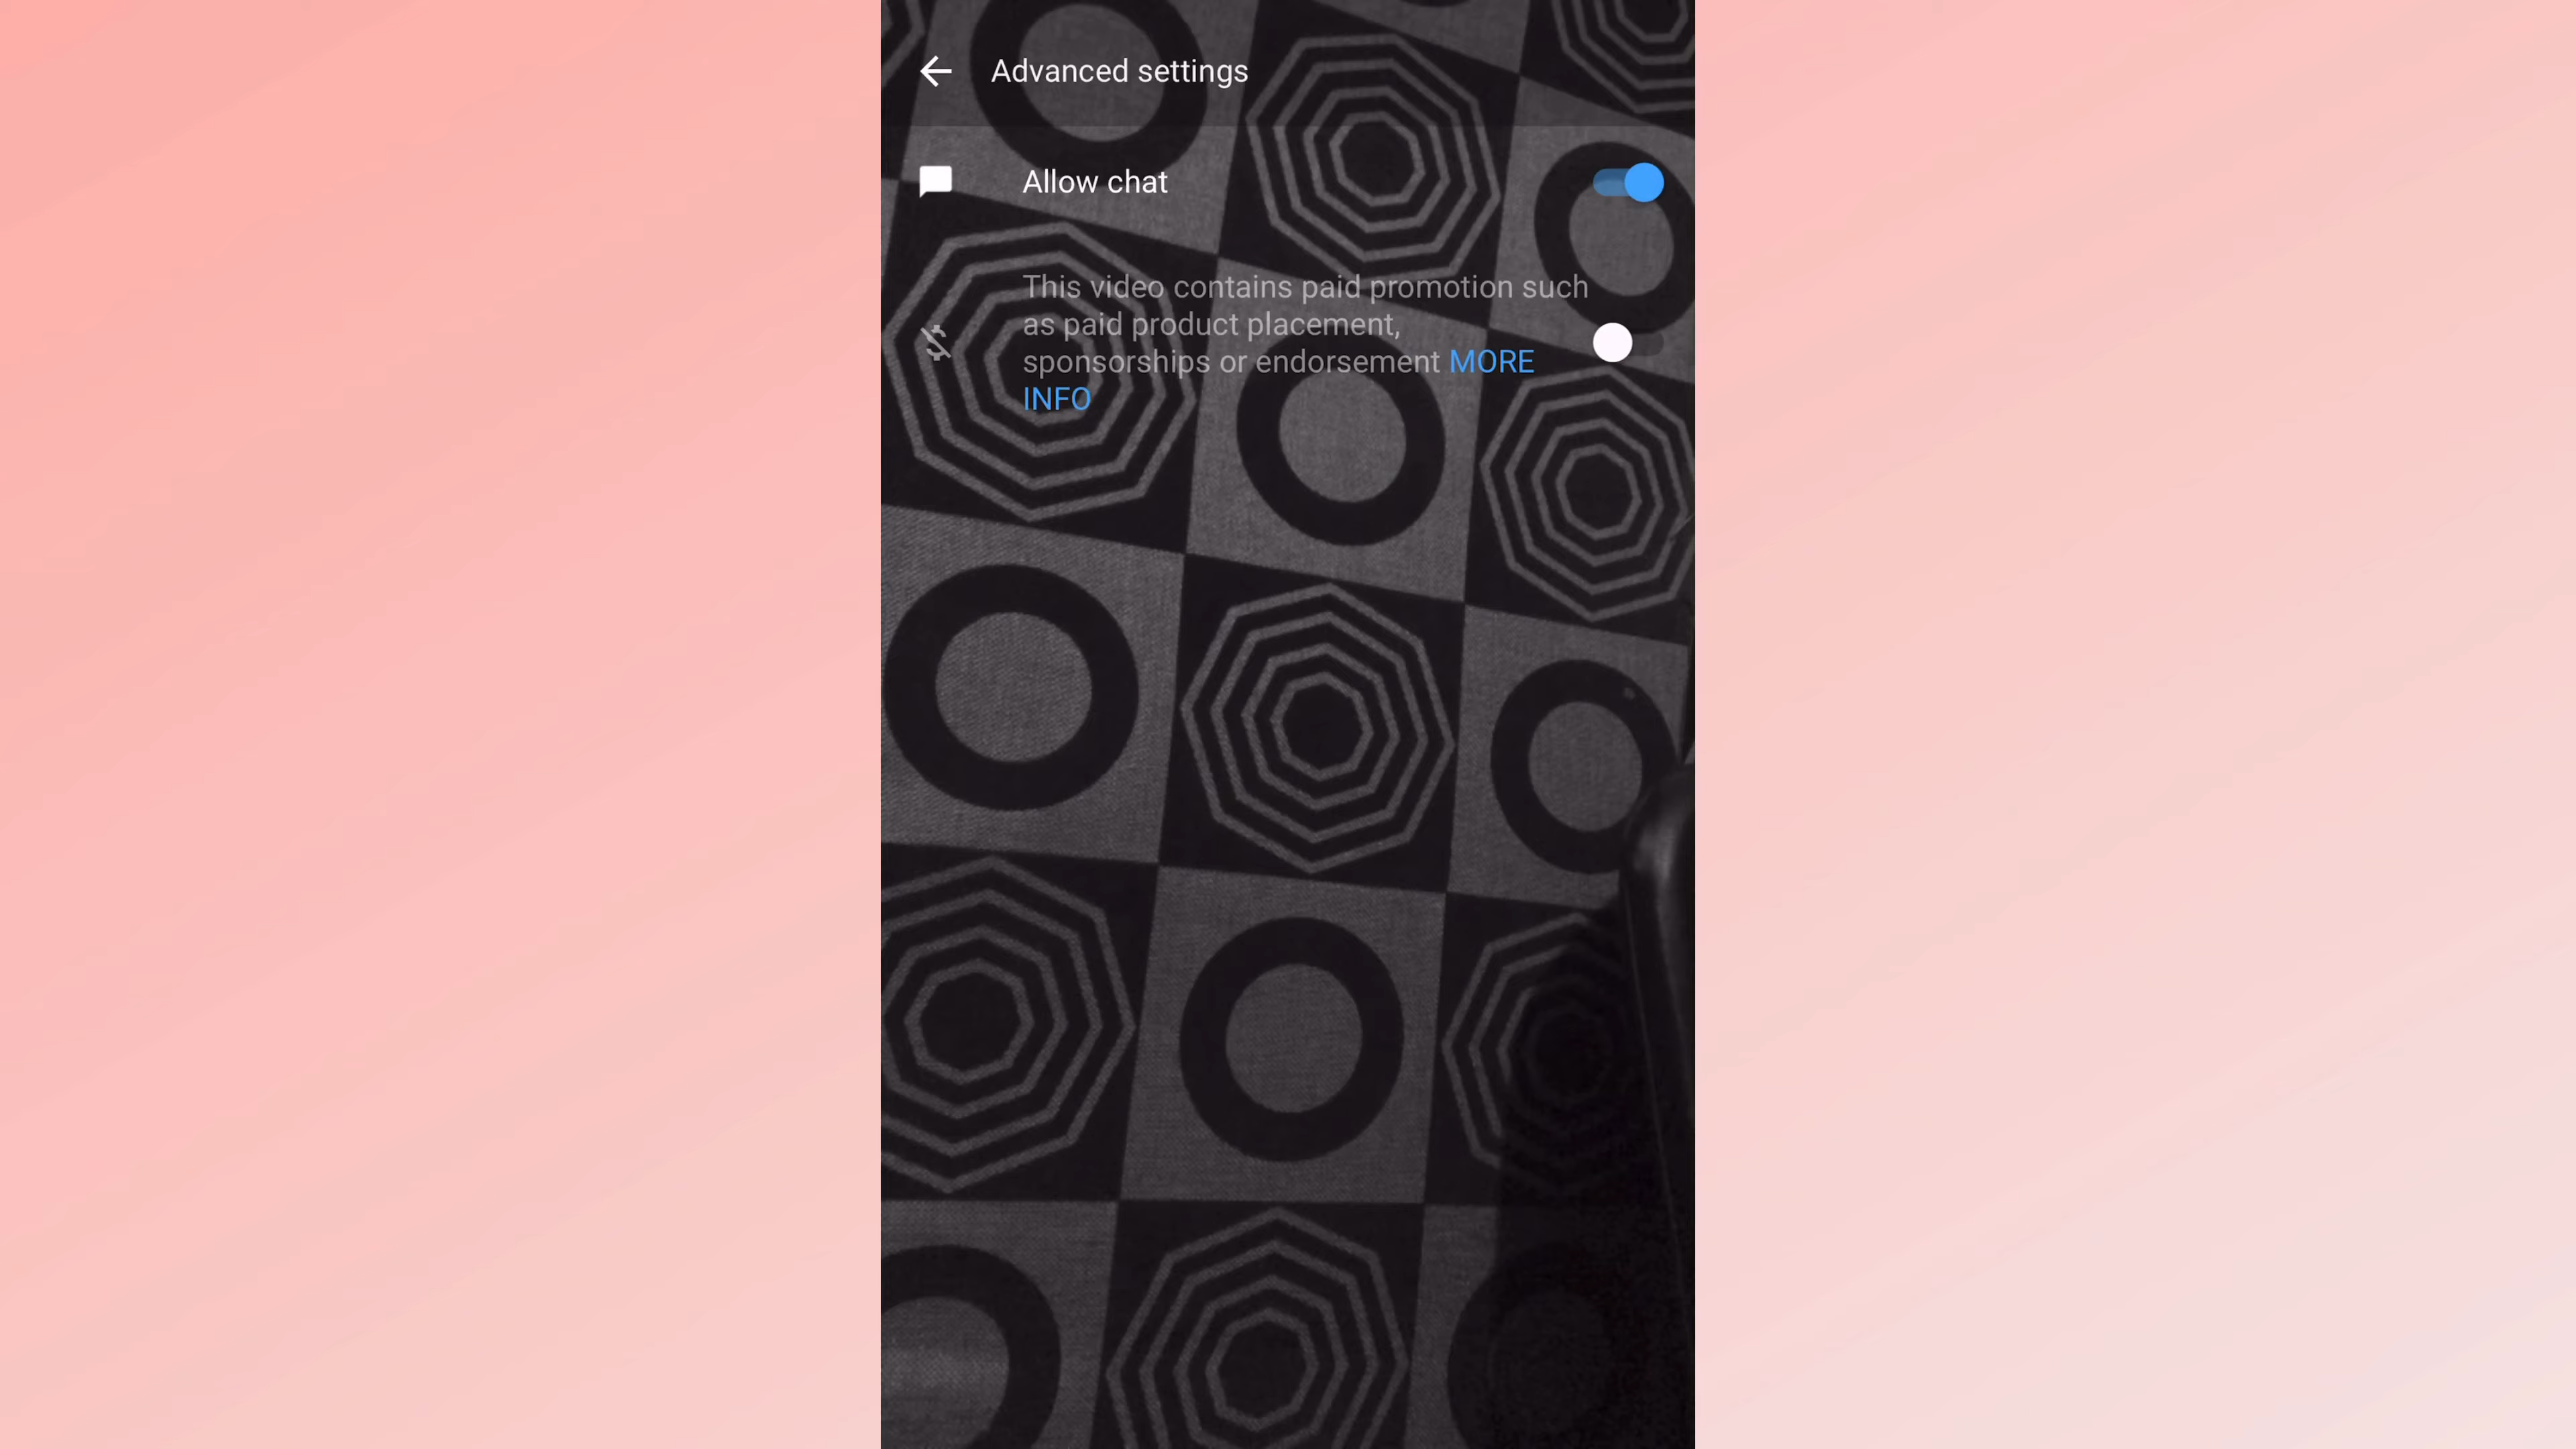 Advanced settings
Allow chat
This video contains paid promotion such
as paid product placement,
sponsorships or endorsement MORE
INFO